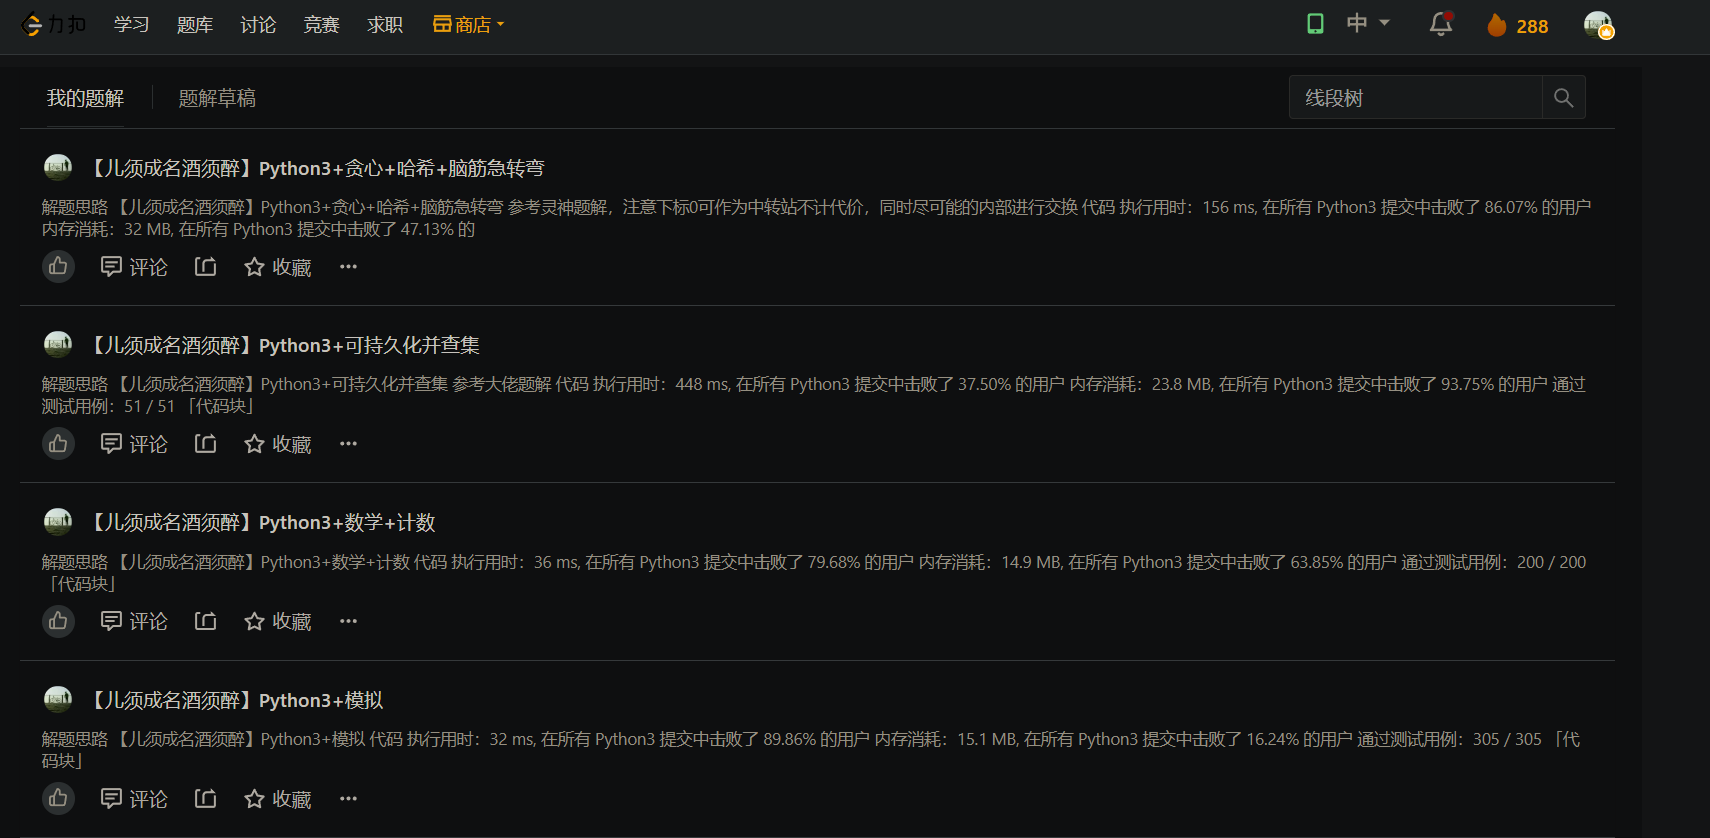 力扣 学习 题库 讨论 竞赛 求职 商店 中 288
我的题解 题解草稿 线段树
【儿须成名酒须醉】Python3+贪心+哈希+脑筋急转弯
解题思路 【儿须成名酒须醉】Python3+贪心+哈希+脑筋急转弯 参考灵神题解，注意下标0可作为中转站不计代价，同时尽可能的内部进行交换 代码 执行用时：156 ms, 在所有 Python3 提交中击败了 86.07% 的用户
内存消耗：32 MB, 在所有 Python3 提交中击败了 47.13% 的
评论 收藏
【儿须成名酒须醉】Python3+可持久化并查集
解题思路 【儿须成名酒须醉】Python3+可持久化并查集 参考大佬题解 代码 执行用时：448 ms, 在所有 Python3 提交中击败了 37.50% 的用户 内存消耗：23.8 MB, 在所有 Python3 提交中击败了 93.75% 的用户 通过
测试用例：51 / 51 「代码块」
评论 收藏
【儿须成名酒须醉】Python3+数学+计数
解题思路 【儿须成名酒须醉】Python3+数学+计数 代码 执行用时：36 ms, 在所有 Python3 提交中击败了 79.68% 的用户 内存消耗：14.9 MB, 在所有 Python3 提交中击败了 63.85% 的用户 通过测试用例：200 / 200
「代码块」
评论 收藏
【儿须成名酒须醉】Python3+模拟
解题思路 【儿须成名酒须醉】Python3+模拟 代码 执行用时：32 ms, 在所有 Python3 提交中击败了 89.86% 的用户 内存消耗：15.1 MB, 在所有 Python3 提交中击败了 16.24% 的用户 通过测试用例：305 / 305 「代
码块」
评论 收藏